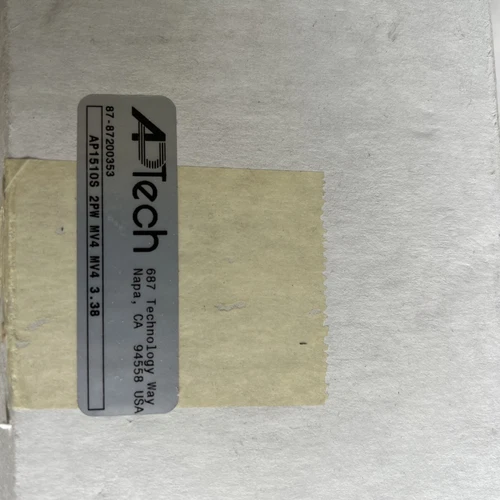 APTech
687 Technology Way
Napa, CA 94558 USA
87-87200353
AP1510S 2PW MV4 MV4 3.38